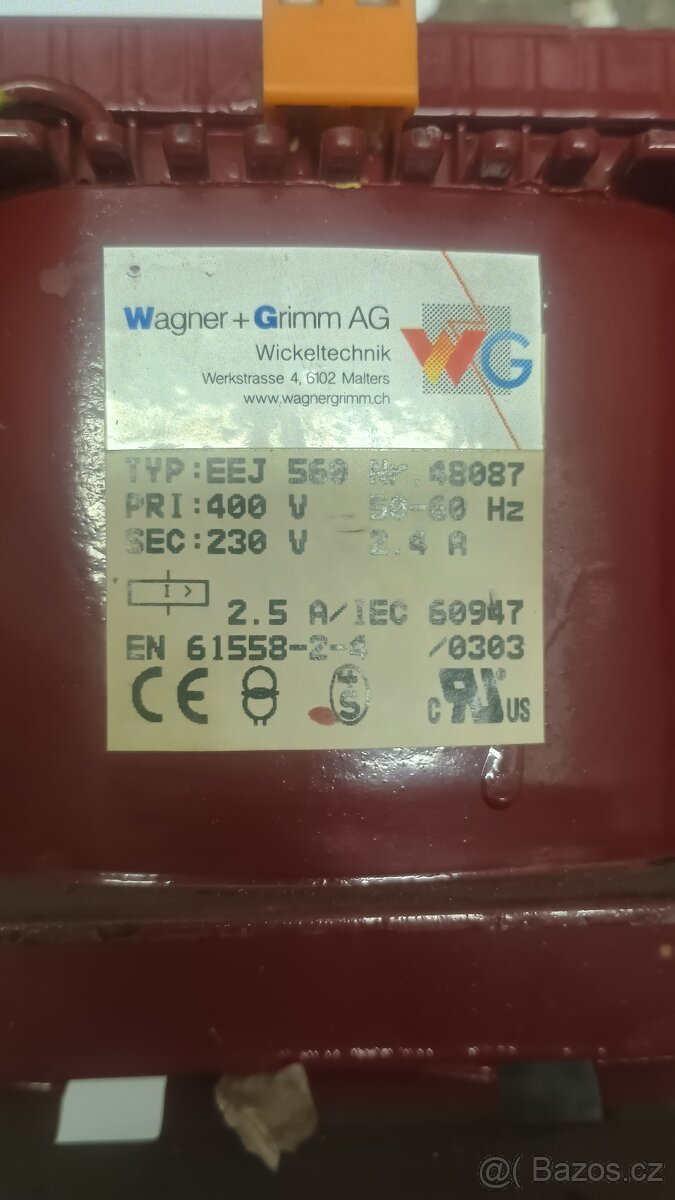 Wagner + Grimm AG
Wickeltechnik
WG
Werkstrasse 4, 6102 Malters
www.wagnergrimm.ch
TYP:EEJ 560 Nr. 48087
PRI:400 V 50-60 Hz
SEC:230 V 2.4 A
I >
2.5 A/IEC 60947
EN 61558-2-4 /0303
CE +S c RU® US
@( Bazos.cz